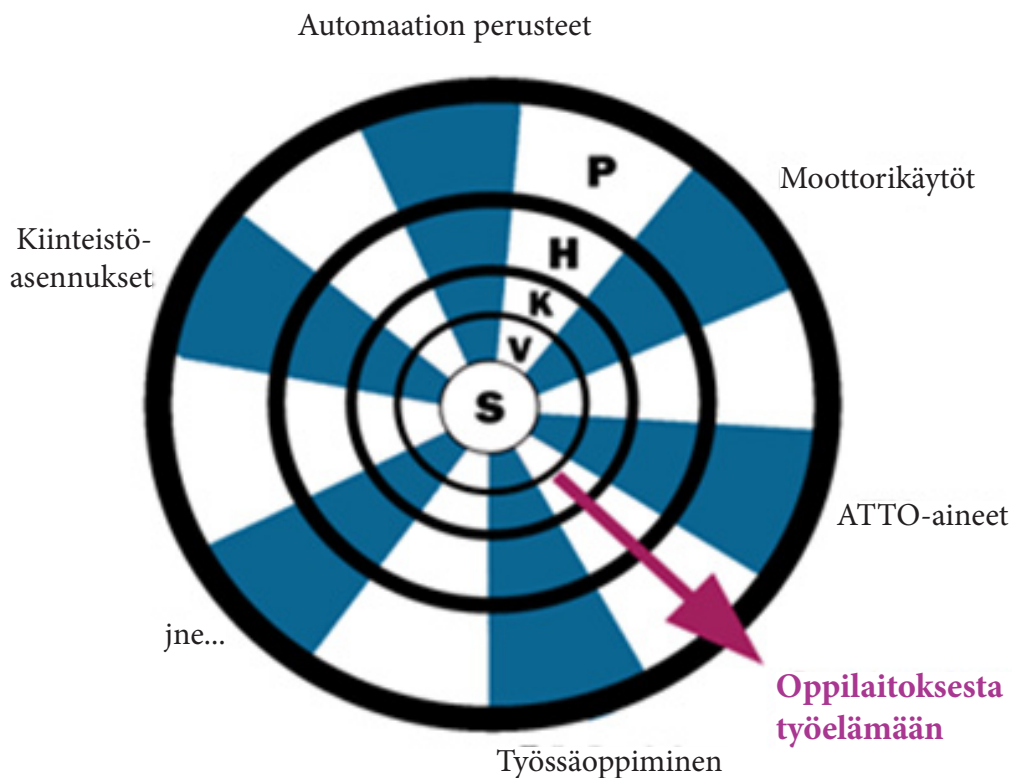 Automaation perusteet
P
Moottorikäytöt
Kiinteistö-
asennukset
H
K
V
S
ATTO-aineet
jne...
Oppilaitoksesta
työelämään
Työssäoppiminen